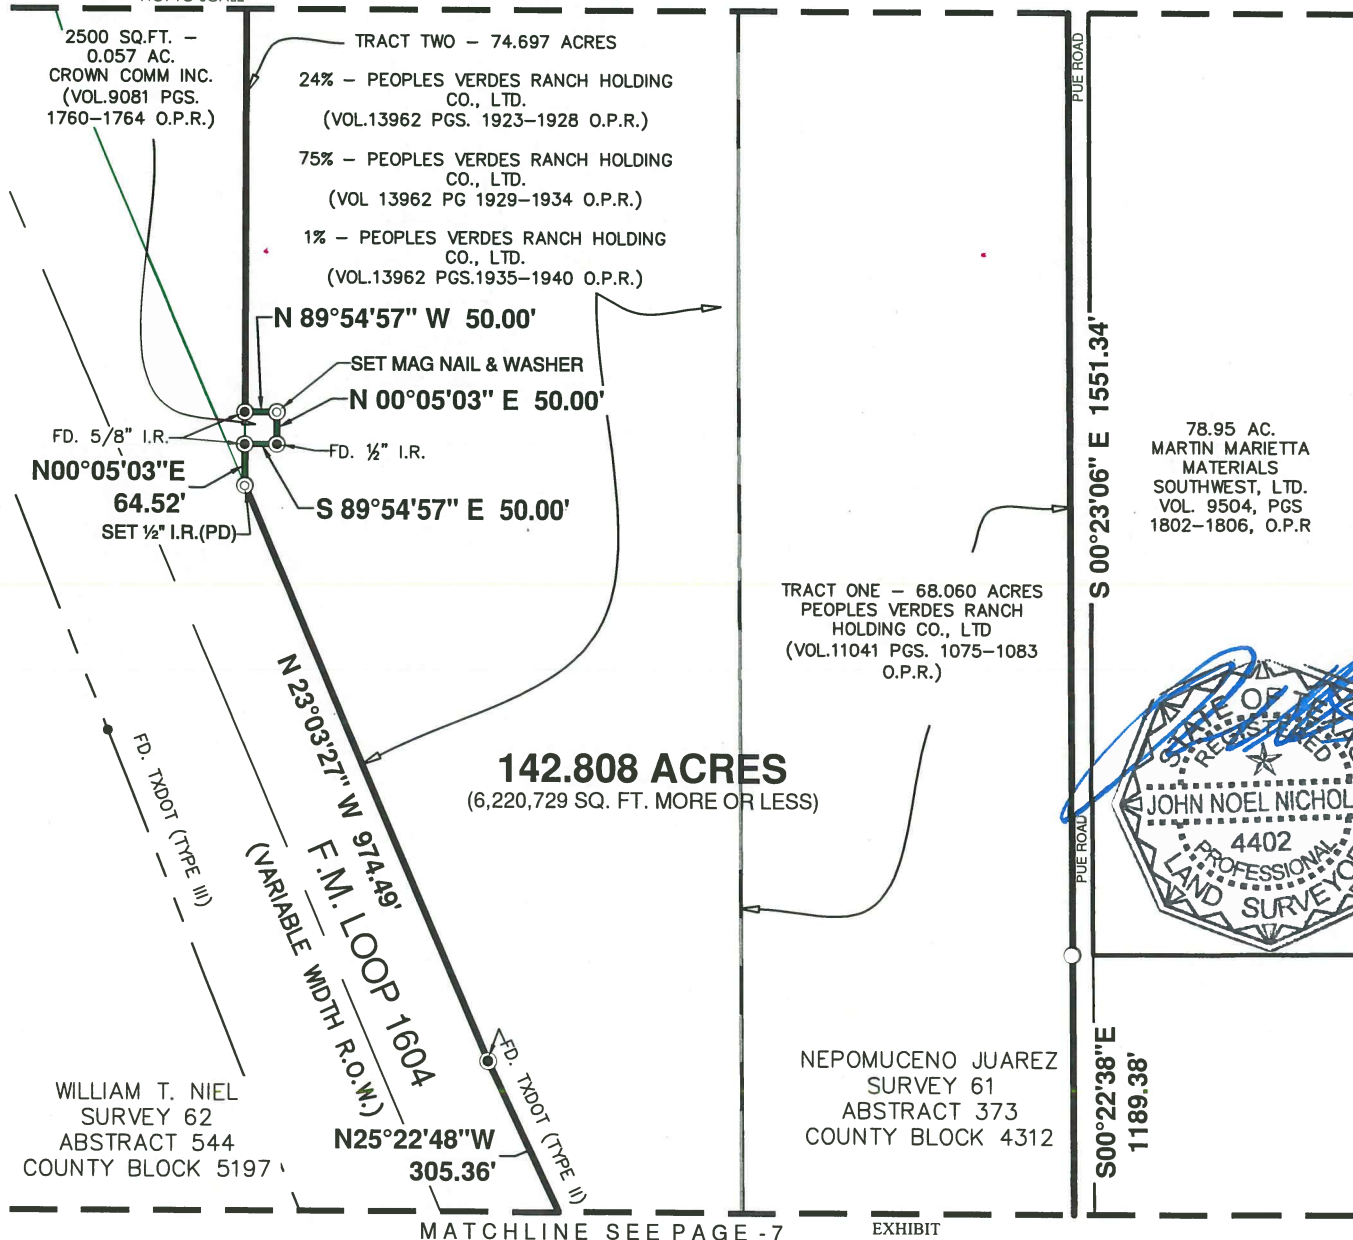 2500 SQ.FT. –
0.057 AC.
CROWN COMM INC.
(VOL.9081 PGS.
1760–1764 O.P.R.)
TRACT TWO – 74.697 ACRES
24% – PEOPLES VERDES RANCH HOLDING
CO., LTD.
(VOL.13962 PGS. 1923–1928 O.P.R.)
75% – PEOPLES VERDES RANCH HOLDING
CO., LTD.
(VOL 13962 PG 1929–1934 O.P.R.)
1% – PEOPLES VERDES RANCH HOLDING
CO., LTD.
(VOL.13962 PGS.1935–1940 O.P.R.)
PUE ROAD
N 89°54'57" W 50.00'
SET MAG NAIL & WASHER
N 00°05'03" E 50.00'
FD. 5/8" I.R.
FD. ½" I.R.
N00°05'03"E
64.52'
S 89°54'57" E 50.00'
SET ½" I.R.(PD)
S 00°23'06" E 1551.34'
78.95 AC.
MARTIN MARIETTA
MATERIALS
SOUTHWEST, LTD.
VOL. 9504, PGS
1802–1806, O.P.R
TRACT ONE – 68.060 ACRES
PEOPLES VERDES RANCH
HOLDING CO., LTD
(VOL.11041 PGS. 1075–1083
O.P.R.)
N 23°03'27" W 974.49'
142.808 ACRES
(6,220,729 SQ. FT. MORE OR LESS)
FD. TXDOT (TYPE III)
F.M. LOOP 1604
(VARIABLE WIDTH R.O.W.)
PUE ROAD
STATE OF TEXAS
REGISTERED
JOHN NOEL NICHOL
4402
PROFESSIONAL
LAND SURVEYO
FD. TXDOT (TYPE II)
WILLIAM T. NIEL
SURVEY 62
ABSTRACT 544
COUNTY BLOCK 5197
N25°22'48"W
305.36'
NEPOMUCENO JUAREZ
SURVEY 61
ABSTRACT 373
COUNTY BLOCK 4312
S00°22'38"E
1189.38'
MATCHLINE SEE PAGE -7
EXHIBIT